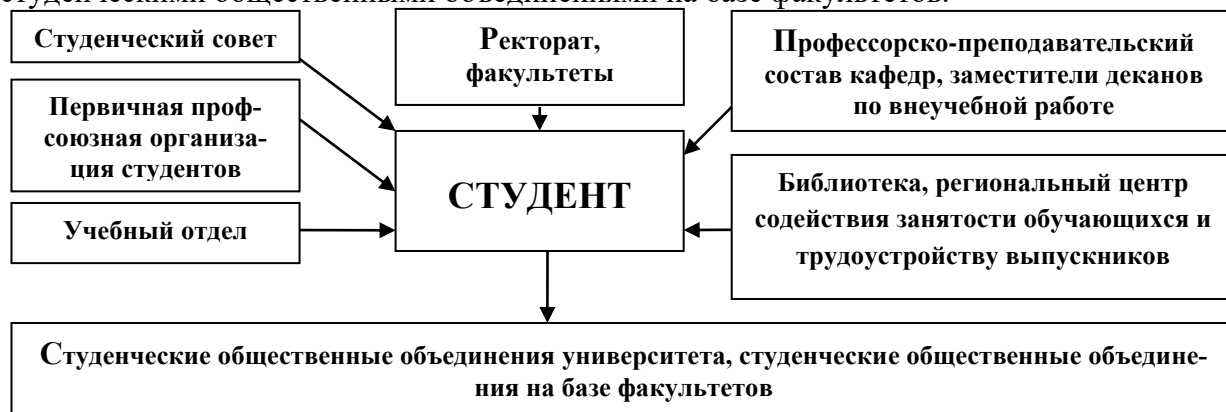 студенческими общественными объединениями на базе факультетов.
Студенческий совет
Первичная проф-
союзная организа-
ция студентов
Учебный отдел
Ректорат,
факультеты
СТУДЕНТ
Профессорско-преподавательский
состав кафедр, заместители деканов
по внеучебной работе
Библиотека, региональный центр
содействия занятости обучающихся и
трудоустройству выпускников
Студенческие общественные объединения университета, студенческие общественные объедине-
ния на базе факультетов